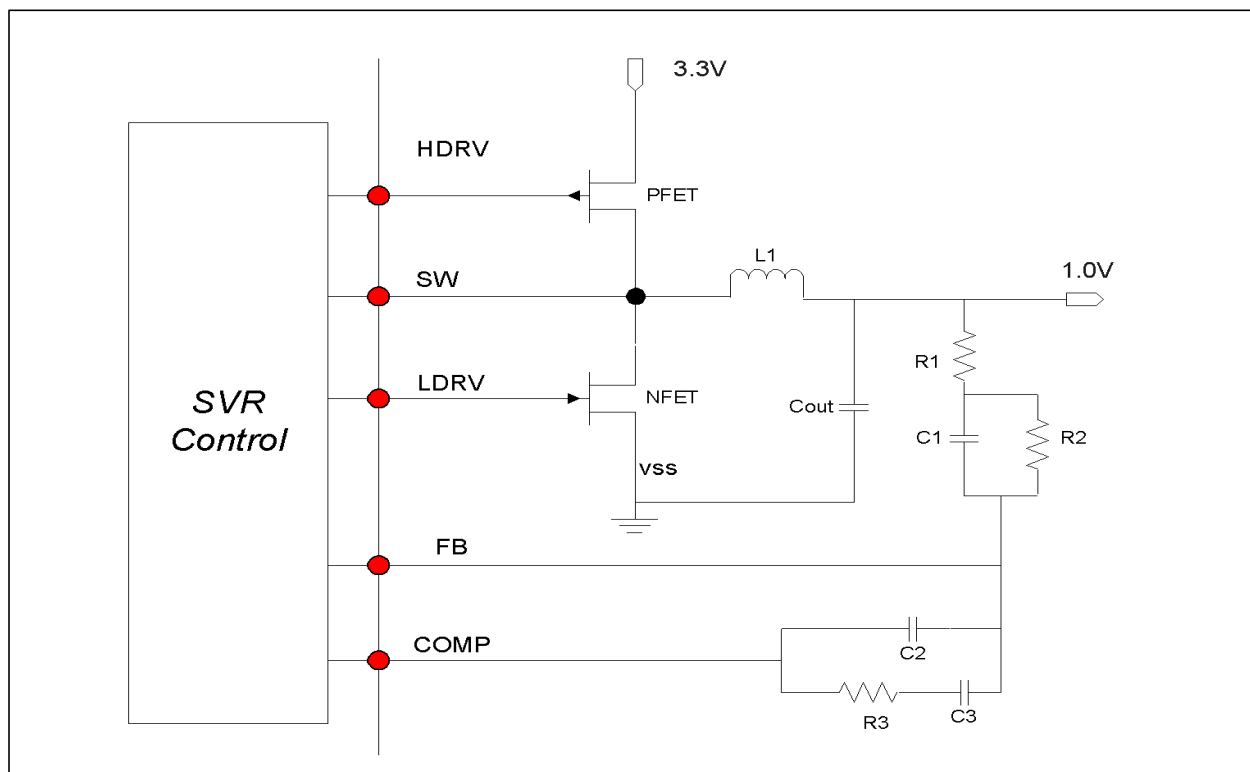 3.3V
HDRV
PFET
SW
L1
1.0V
R1
LDRV
NFET
SVR
Control
Cout
C1
R2
vss
FB
COMP
C2
R3
C3